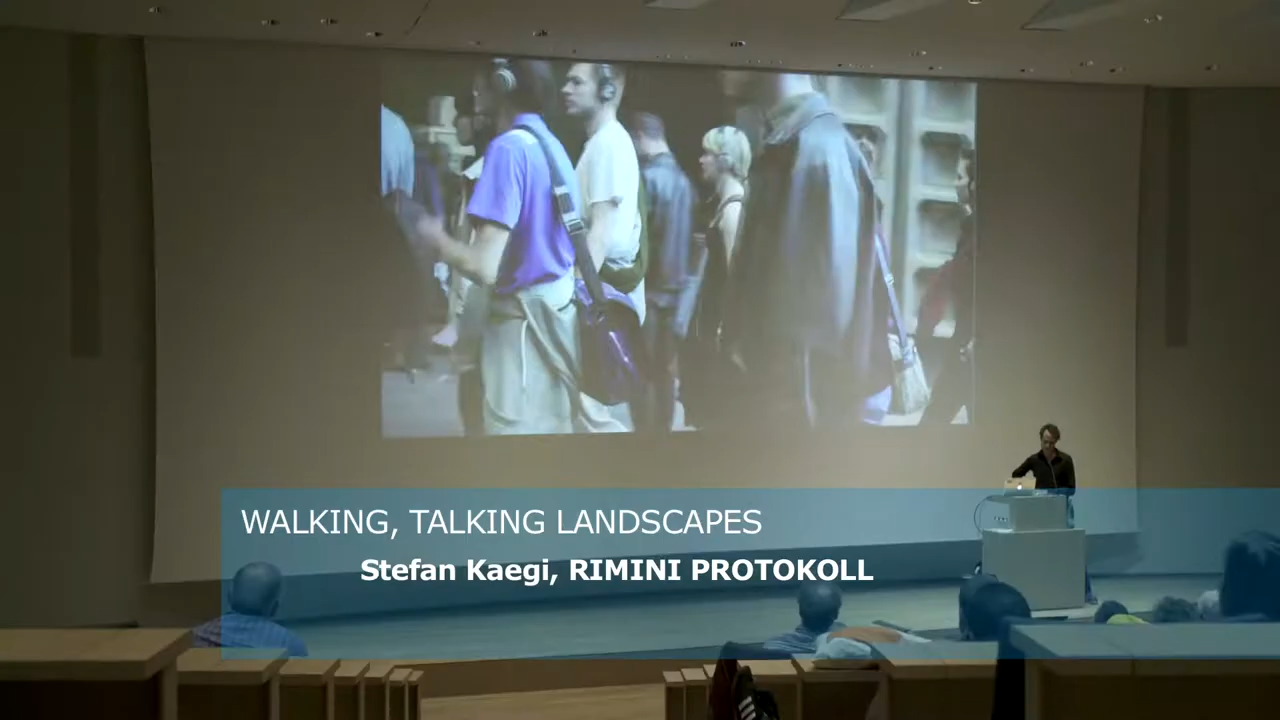 WALKING, TALKING LANDSCAPES
Stefan Kaegi, RIMINI PROTOKOLL